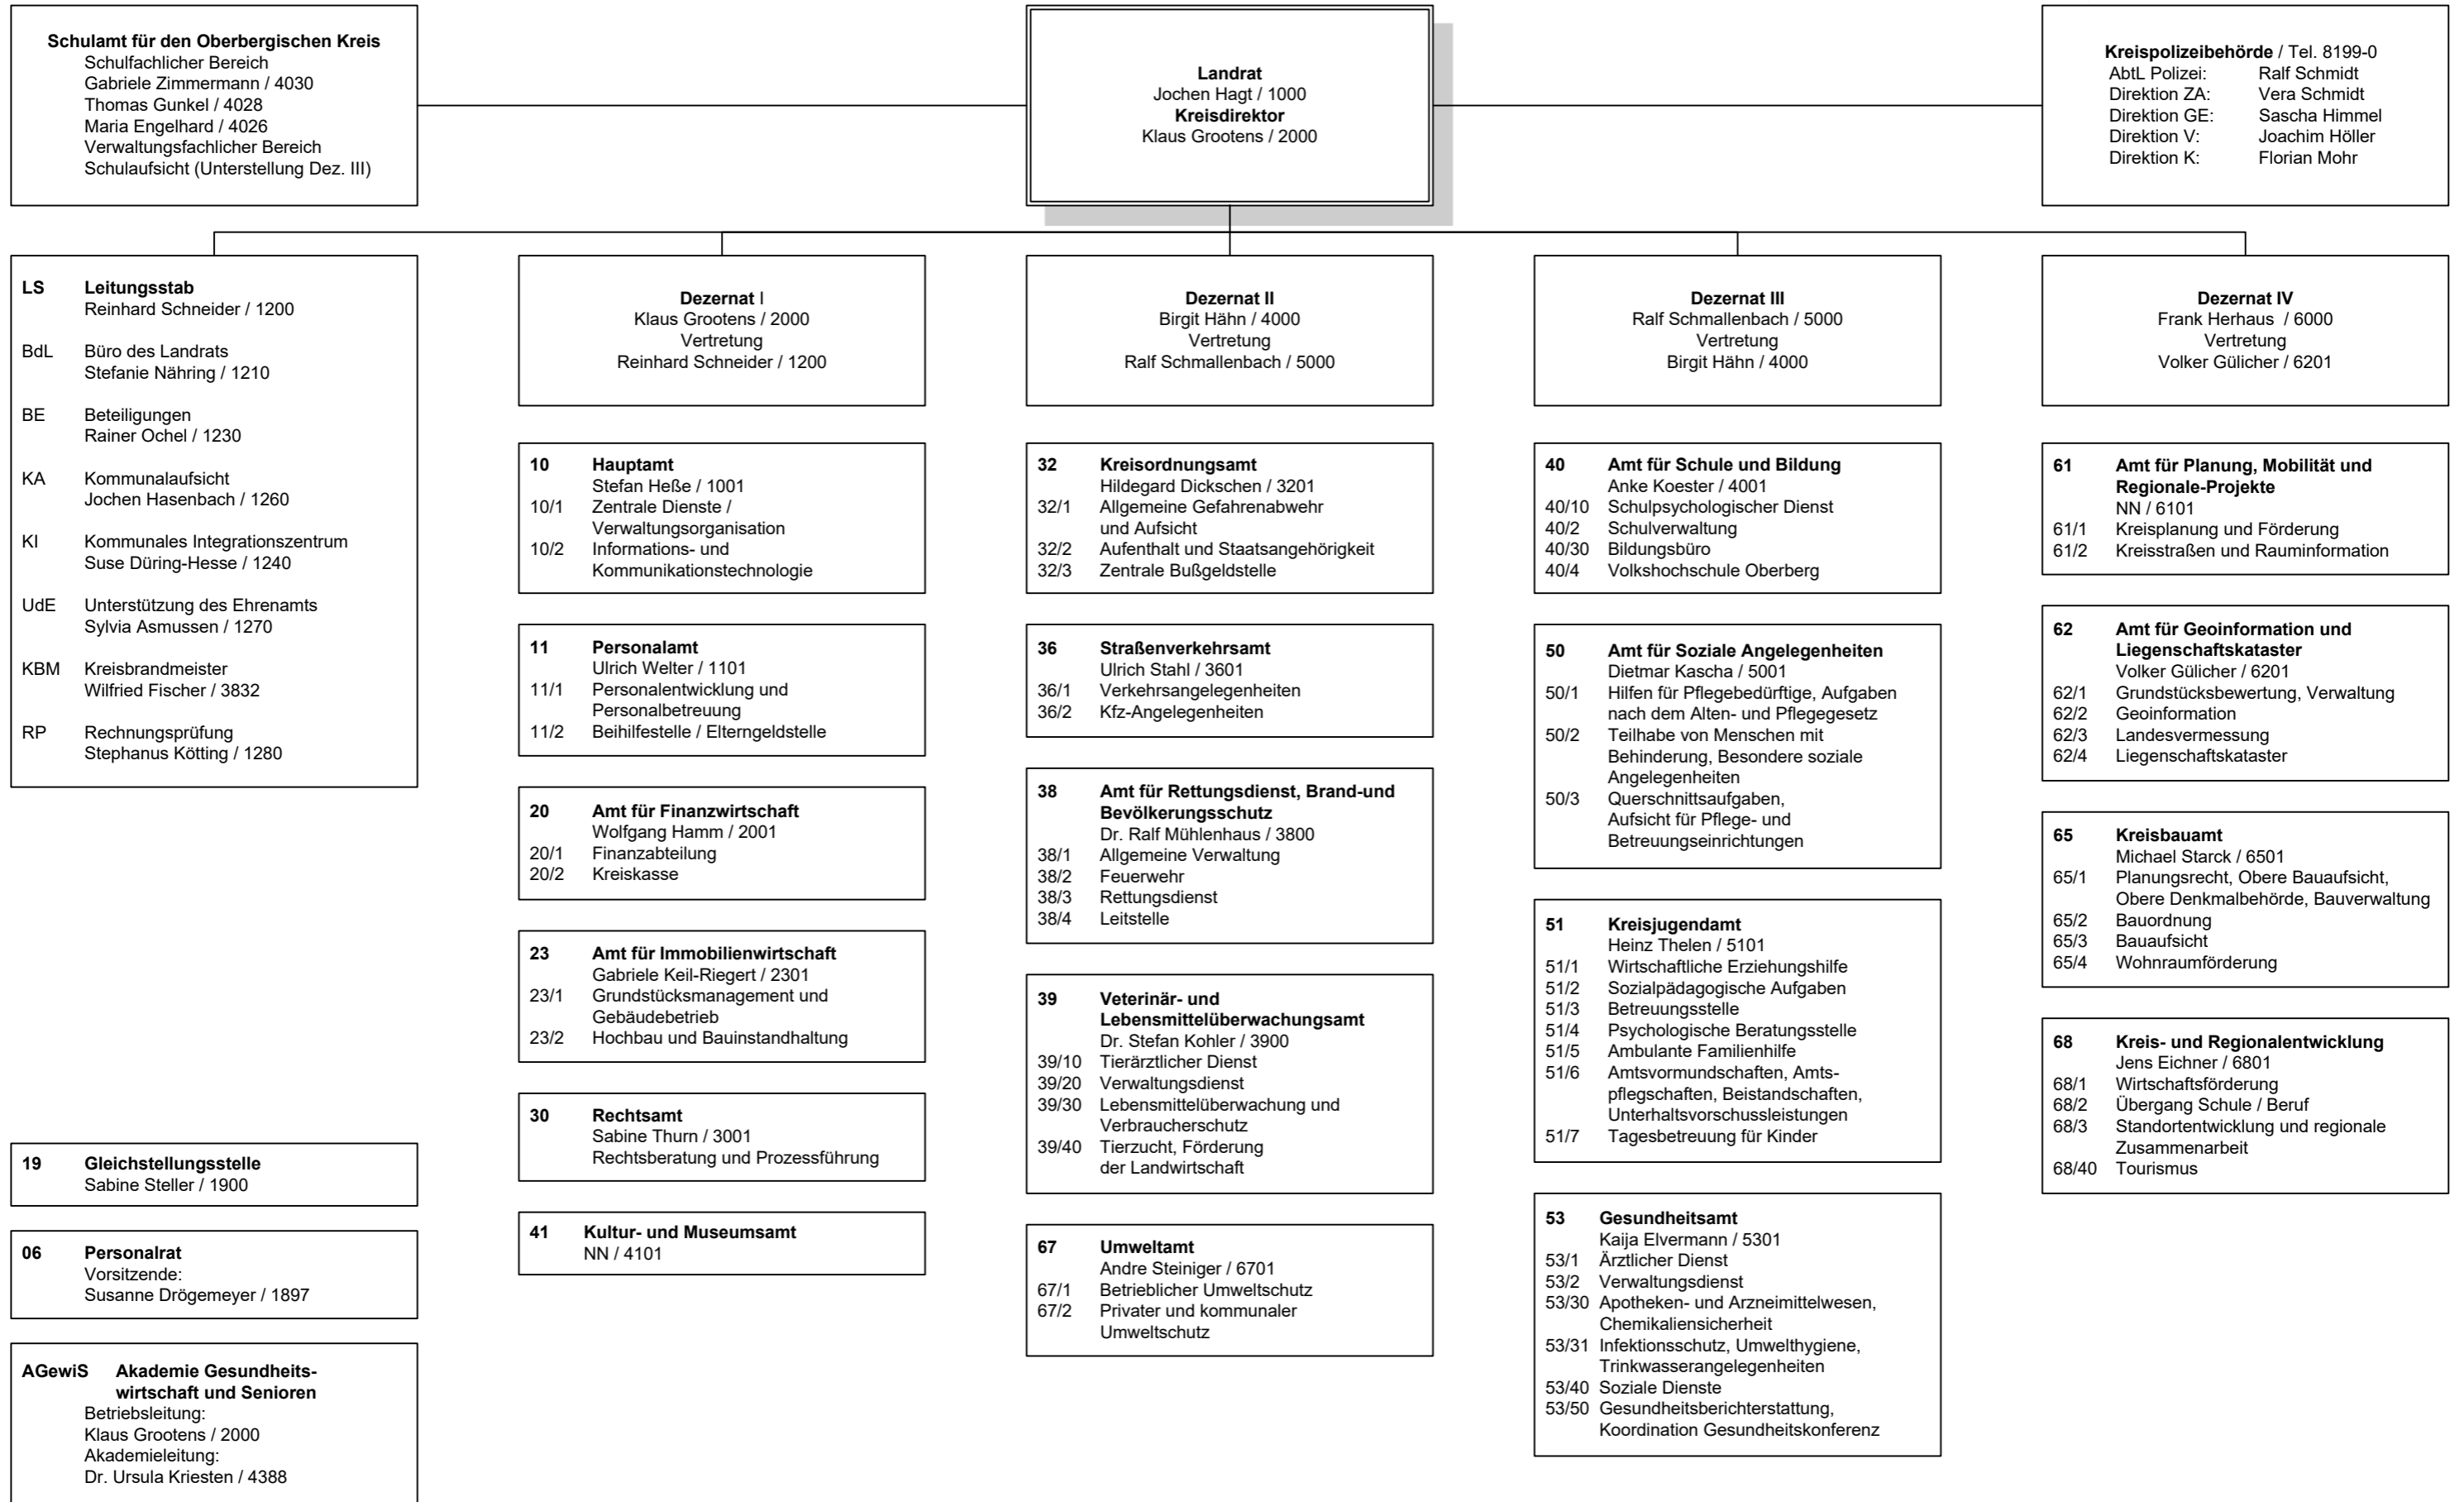 Schulamt für den Oberbergischen Kreis
Schulfachlicher Bereich
Gabriele Zimmermann / 4030
Thomas Gunkel / 4028
Maria Engelhard / 4026
Verwaltungsfachlicher Bereich
Schulaufsicht (Unterstellung Dez. III)
Landrat
Jochen Hagt / 1000
Kreisdirektor
Klaus Grootens / 2000
Kreispolizeibehörde / Tel. 8199-0
AbtL Polizei: Ralf Schmidt
Direktion ZA: Vera Schmidt
Direktion GE: Sascha Himmel
Direktion V: Joachim Höller
Direktion K: Florian Mohr
LS Leitungsstab
Reinhard Schneider / 1200
BdL Büro des Landrats
Stefanie Nähring / 1210
BE Beteiligungen
Rainer Ochel / 1230
KA Kommunalaufsicht
Jochen Hasenbach / 1260
KI Kommunales Integrationszentrum
Suse Düring-Hesse / 1240
UdE Unterstützung des Ehrenamts
Sylvia Asmussen / 1270
KBM Kreisbrandmeister
Wilfried Fischer / 3832
RP Rechnungsprüfung
Stephanus Kötting / 1280
19 Gleichstellungsstelle
Sabine Steller / 1900
06 Personalrat
Vorsitzende:
Susanne Drögemeyer / 1897
AGewiS Akademie Gesundheits-
wirtschaft und Senioren
Betriebsleitung:
Klaus Grootens / 2000
Akademieleitung:
Dr. Ursula Kriesten / 4388
Dezernat I
Klaus Grootens / 2000
Vertretung
Reinhard Schneider / 1200
10 Hauptamt
Stefan Heße / 1001
10/1 Zentrale Dienste /
Verwaltungsorganisation
10/2 Informations- und
Kommunikationstechnologie
11 Personalamt
Ulrich Welter / 1101
11/1 Personalentwicklung und
Personalbetreuung
11/2 Beihilfestelle / Elterngeldstelle
20 Amt für Finanzwirtschaft
Wolfgang Hamm / 2001
20/1 Finanzabteilung
20/2 Kreiskasse
23 Amt für Immobilienwirtschaft
Gabriele Keil-Riegert / 2301
23/1 Grundstücksmanagement und
Gebäudebetrieb
23/2 Hochbau und Bauinstandhaltung
30 Rechtsamt
Sabine Thurn / 3001
Rechtsberatung und Prozessführung
41 Kultur- und Museumsamt
NN / 4101
Dezernat II
Birgit Hähn / 4000
Vertretung
Ralf Schmallenbach / 5000
32 Kreisordnungsamt
Hildegard Dickschen / 3201
32/1 Allgemeine Gefahrenabwehr
und Aufsicht
32/2 Aufenthalt und Staatsangehörigkeit
32/3 Zentrale Bußgeldstelle
36 Straßenverkehrsamt
Ulrich Stahl / 3601
36/1 Verkehrsangelegenheiten
36/2 Kfz-Angelegenheiten
38 Amt für Rettungsdienst, Brand-und
Bevölkerungsschutz
Dr. Ralf Mühlenhaus / 3800
38/1 Allgemeine Verwaltung
38/2 Feuerwehr
38/3 Rettungsdienst
38/4 Leitstelle
39 Veterinär- und
Lebensmittelüberwachungsamt
Dr. Stefan Kohler / 3900
39/10 Tierärztlicher Dienst
39/20 Verwaltungsdienst
39/30 Lebensmittelüberwachung und
Verbraucherschutz
39/40 Tierzucht, Förderung
der Landwirtschaft
67 Umweltamt
Andre Steiniger / 6701
67/1 Betrieblicher Umweltschutz
67/2 Privater und kommunaler
Umweltschutz
Dezernat III
Ralf Schmallenbach / 5000
Vertretung
Birgit Hähn / 4000
40 Amt für Schule und Bildung
Anke Koester / 4001
40/10 Schulpsychologischer Dienst
40/2 Schulverwaltung
40/30 Bildungsbüro
40/4 Volkshochschule Oberberg
50 Amt für Soziale Angelegenheiten
Dietmar Kascha / 5001
50/1 Hilfen für Pflegebedürftige, Aufgaben
nach dem Alten- und Pflegegesetz
50/2 Teilhabe von Menschen mit
Behinderung, Besondere soziale
Angelegenheiten
50/3 Querschnittsaufgaben,
Aufsicht für Pflege- und
Betreuungseinrichtungen
51 Kreisjugendamt
Heinz Thelen / 5101
51/1 Wirtschaftliche Erziehungshilfe
51/2 Sozialpädagogische Aufgaben
51/3 Betreuungsstelle
51/4 Psychologische Beratungsstelle
51/5 Ambulante Familienhilfe
51/6 Amtsvormundschaften, Amts-
pflegschaften, Beistandschaften,
Unterhaltsvorschussleistungen
51/7 Tagesbetreuung für Kinder
53 Gesundheitsamt
Kaija Elvermann / 5301
53/1 Ärztlicher Dienst
53/2 Verwaltungsdienst
53/30 Apotheken- und Arzneimittelwesen,
Chemikaliensicherheit
53/31 Infektionsschutz, Umwelthygiene,
Trinkwasserangelegenheiten
53/40 Soziale Dienste
53/50 Gesundheitsberichterstattung,
Koordination Gesundheitskonferenz
Dezernat IV
Frank Herhaus / 6000
Vertretung
Volker Gülicher / 6201
61 Amt für Planung, Mobilität und
Regionale-Projekte
NN / 6101
61/1 Kreisplanung und Förderung
61/2 Kreisstraßen und Rauminformation
62 Amt für Geoinformation und
Liegenschaftskataster
Volker Gülicher / 6201
62/1 Grundstücksbewertung, Verwaltung
62/2 Geoinformation
62/3 Landesvermessung
62/4 Liegenschaftskataster
65 Kreisbauamt
Michael Starck / 6501
65/1 Planungsrecht, Obere Bauaufsicht,
Obere Denkmalbehörde, Bauverwaltung
65/2 Bauordnung
65/3 Bauaufsicht
65/4 Wohnraumförderung
68 Kreis- und Regionalentwicklung
Jens Eichner / 6801
68/1 Wirtschaftsförderung
68/2 Übergang Schule / Beruf
68/3 Standortentwicklung und regionale
Zusammenarbeit
68/40 Tourismus